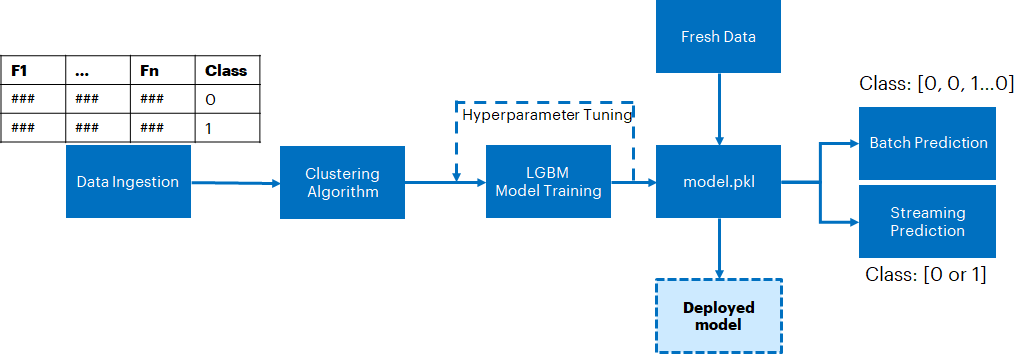 Fresh Data
F1 ... Fn Class
### ### ### 0
### ### ### 1
Class: [0, 0, 1...0]
Hyperparameter Tuning
Batch Prediction
Data Ingestion
Clustering
Algorithm
LGBM
Model Training
model.pkl
Streaming
Prediction
Class: [0 or 1]
Deployed
model